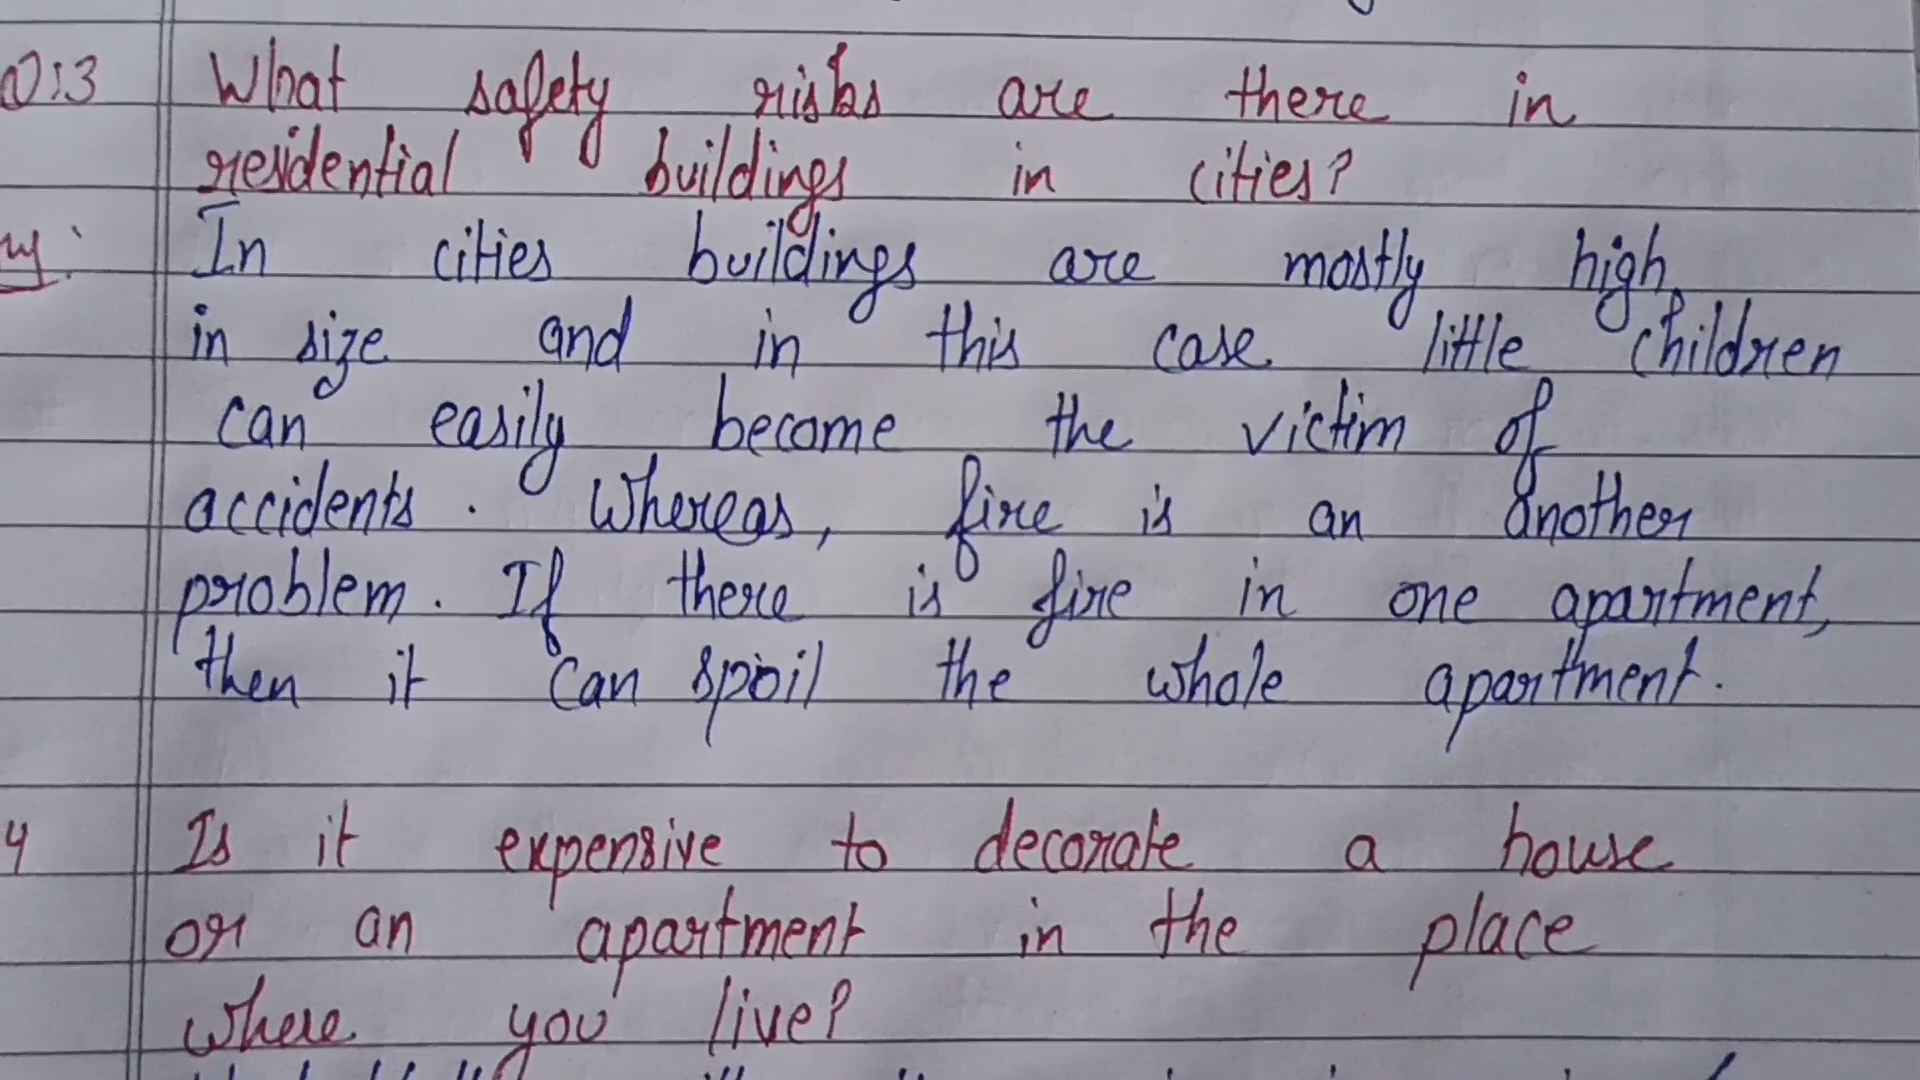 Q:3 What safety risks are there in
residential buildings in cities?
In cities buildings are mostly high
in size and in this case little children
can easily become the victim of
accidents. Whereas, fire is an another
problem. If there is fire in one apartment,
then it can spoil the whole apartment.
4 Is it expensive to decorate a house
or an apartment in the place
where you live?